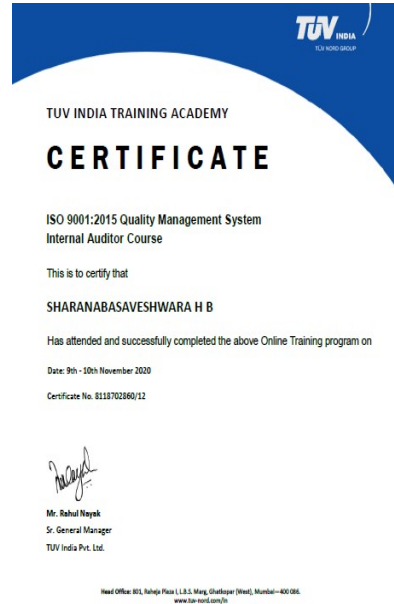 TÜV INDIA
TÜV NORD GROUP
TUV INDIA TRAINING ACADEMY
CERTIFICATE
ISO 9001:2015 Quality Management System
Internal Auditor Course
This is to certify that
SHARANABASAVESHWARA H B
Has attended and successfully completed the above Online Training program on
Date: 9th - 10th November 2020
Certificate No. 8118702860/12
Mr. Rahul Nayak
Sr. General Manager
TUV India Pvt. Ltd.
Head Office: 801, Raheja Plaza I, L.B.S. Marg, Ghatkopar (West), Mumbai—400 086.
www.tuv-nord.com/in